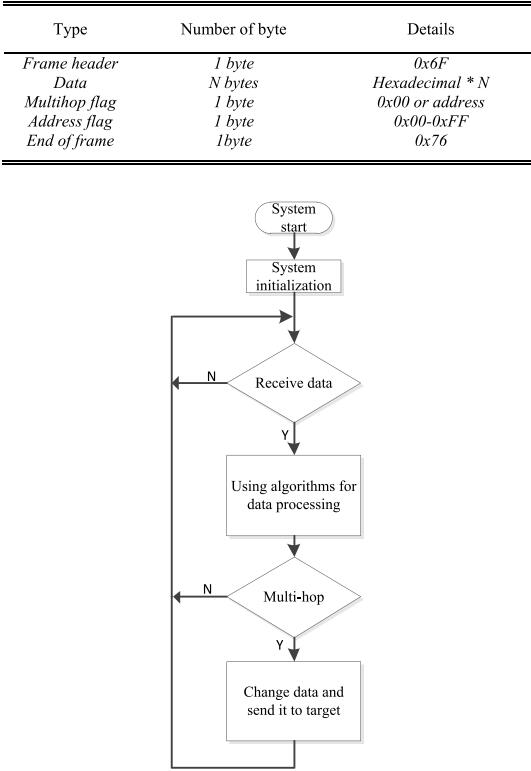 Type Number of byte Details
Frame header 1 byte 0x6F
Data N bytes Hexadecimal * N
Multihop flag 1 byte 0x00 or address
Address flag 1 byte 0x00-0xFF
End of frame 1byte 0x76
System
start
System
initialization
Receive data
N
Y
Using algorithms for
data processing
Multi-hop
N
Y
Change data and
send it to target